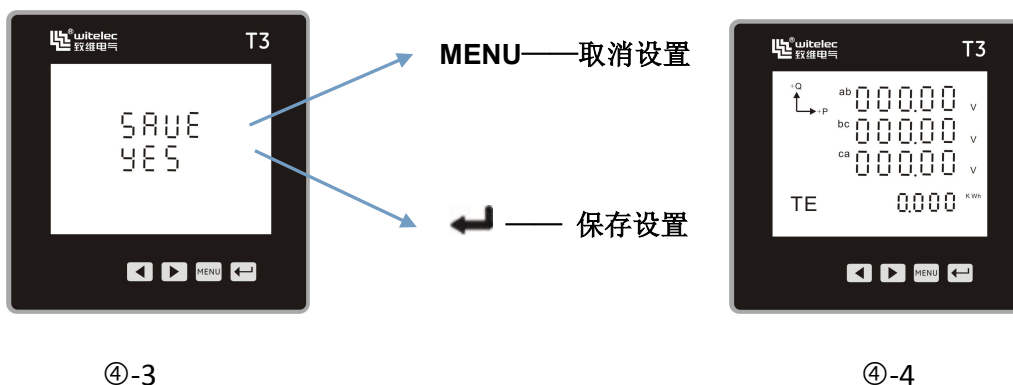 witelec
致维电气
T3
SAVE
YES
MENU
MENU——取消设置
—— 保存设置
witelec
致维电气
T3
+Q
+P
ab 000.00 V
bc 000.00 V
ca 000.00 V
TE 0.000 KWh
MENU
④-3
④-4